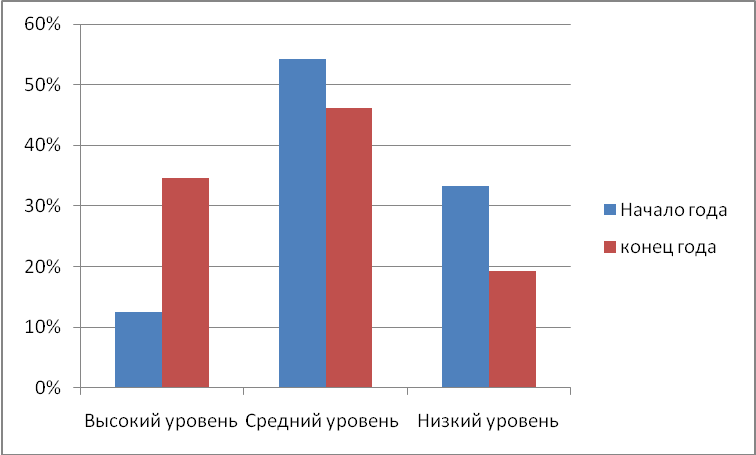 60%
50%
40%
30%
20%
10%
0%
Высокий уровень Средний уровень Низкий уровень
Начало года
конец года